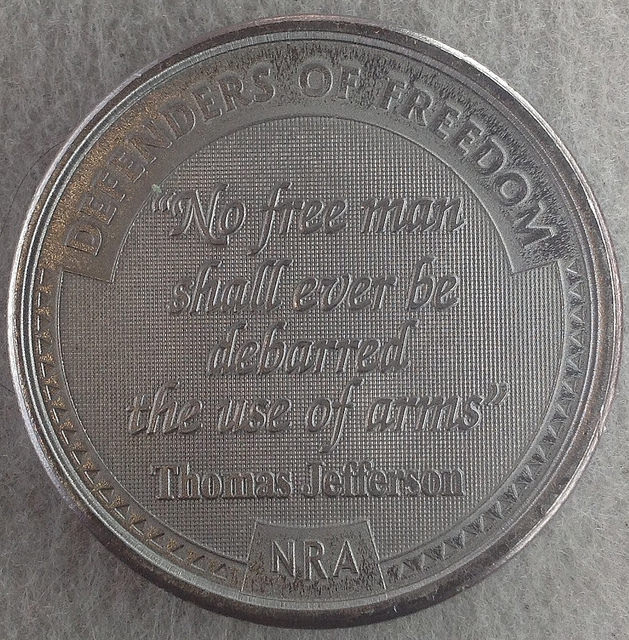 DEFENDERS OF FREEDOM
"No free man
shall ever be
debarred
the use of arms"
Thomas Jefferson
NRA